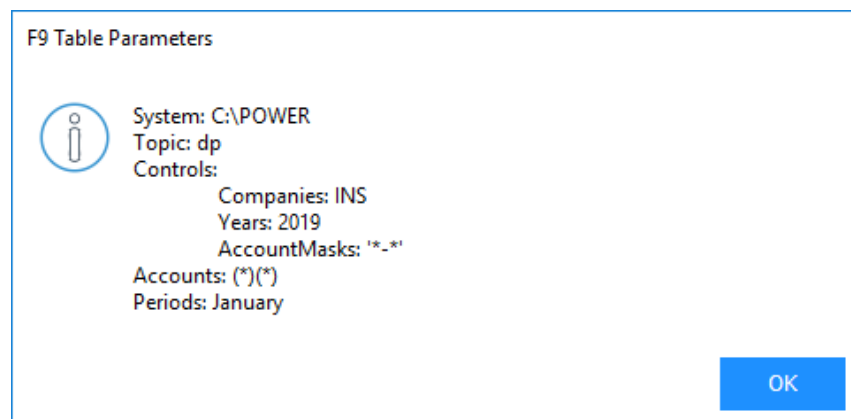 F9 Table Parameters
System: C:\POWER
Topic: dp
Controls:
Companies: INS
Years: 2019
AccountMasks: '*-*'
Accounts: (*)(*)
Periods: January
OK